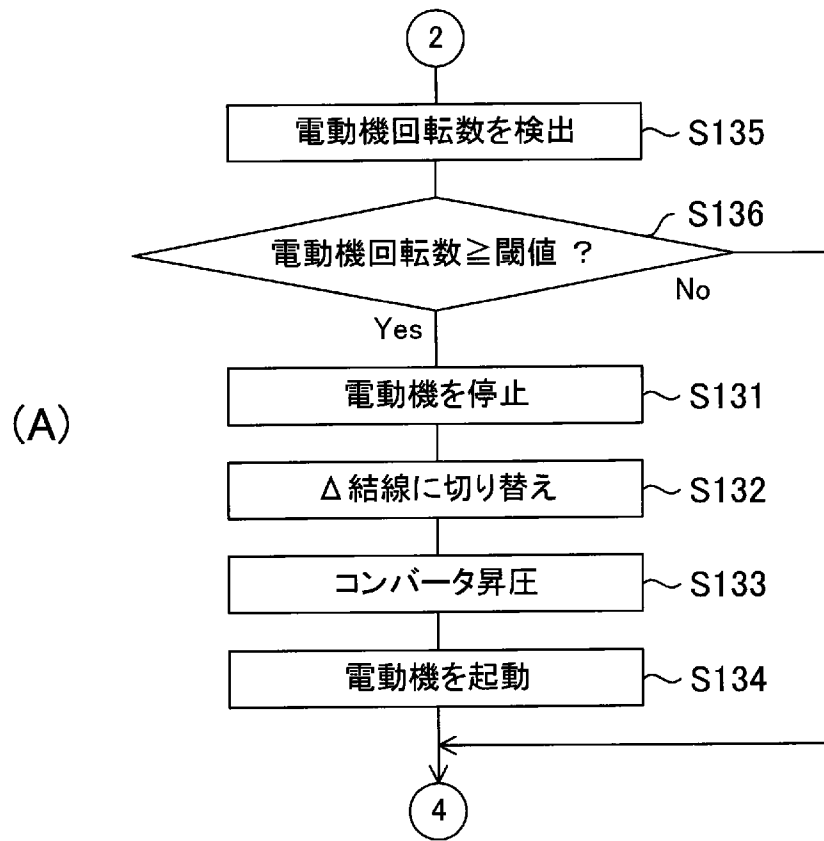 2
電動機回転数を検出
S135
S136
電動機回転数≧閾値 ?
No
Yes
電動機を停止
S131
(A)
Δ結線に切り替え
S132
コンバータ昇圧
S133
電動機を起動
S134
4